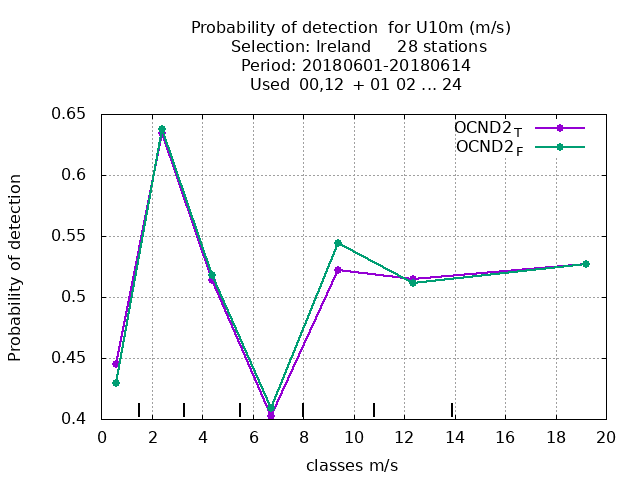 Probability of detection  for U10m (m/s)
Selection: Ireland     28 stations
Period: 20180601-20180614
Used  00,12  + 01 02 ... 24
OCND2T
OCND2F
Probability of detection
0.65
0.6
0.55
0.5
0.45
0.4
0 2 4 6 8 10 12 14 16 18 20
classes m/s